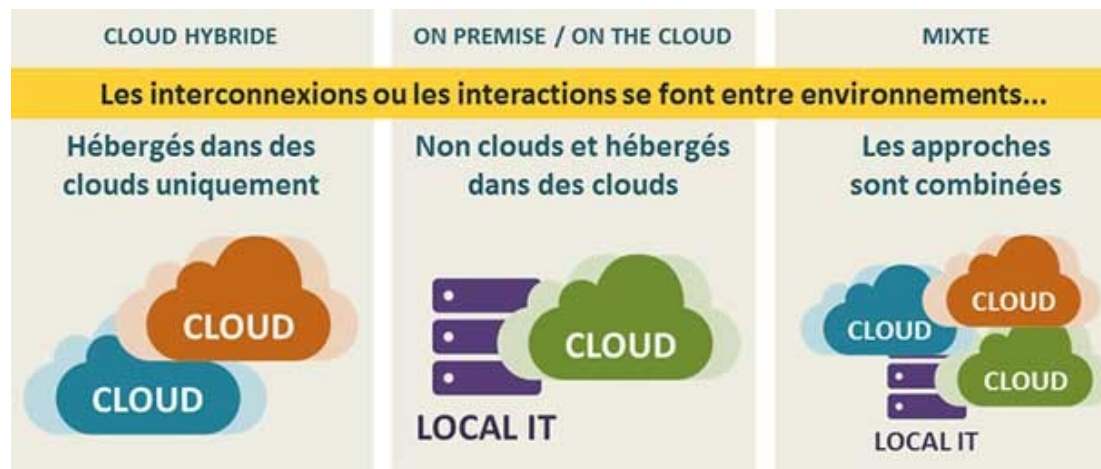 CLOUD HYBRIDE
ON PREMISE / ON THE CLOUD
MIXTE
Les interconnexions ou les interactions se font entre environnements...
Hébergés dans des
clouds uniquement
Non clouds et hébergés
dans des clouds
Les approches
sont combinées
CLOUD
CLOUD
CLOUD
LOCAL IT
CLOUD
CLOUD
CLOUD
LOCAL IT